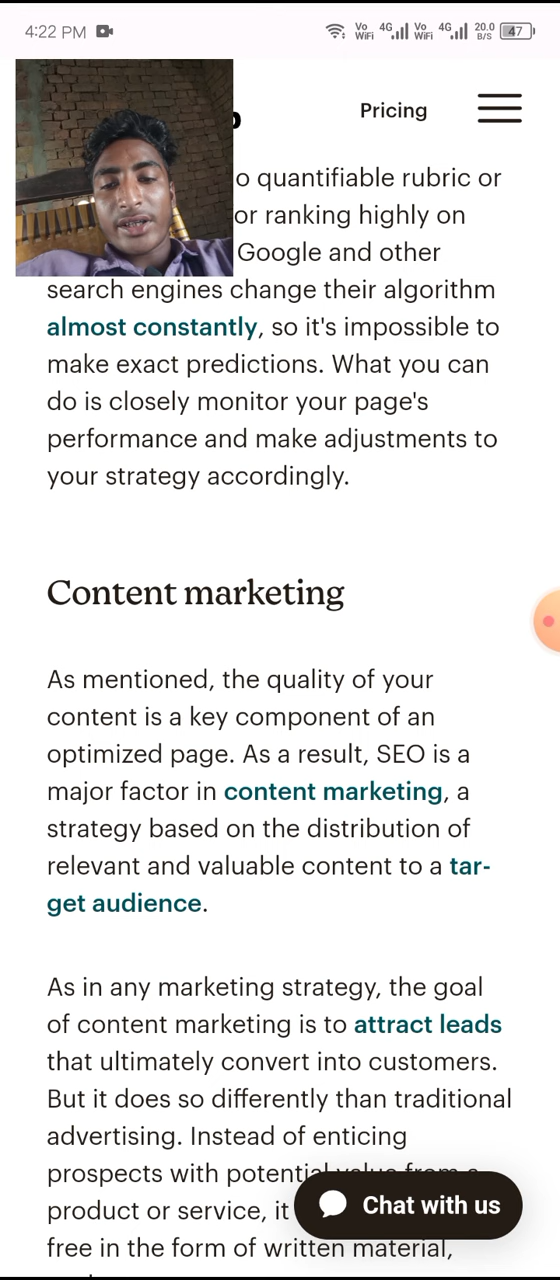 4:22 PM
Vo WiFi 4G Vo WiFi 4G 20.0 B/S 47
Pricing
o quantifiable rubric or
or ranking highly on
Google and other
search engines change their algorithm
almost constantly, so it's impossible to
make exact predictions. What you can
do is closely monitor your page's
performance and make adjustments to
your strategy accordingly.
Content marketing
As mentioned, the quality of your
content is a key component of an
optimized page. As a result, SEO is a
major factor in content marketing, a
strategy based on the distribution of
relevant and valuable content to a tar-
get audience.
As in any marketing strategy, the goal
of content marketing is to attract leads
that ultimately convert into customers.
But it does so differently than traditional
advertising. Instead of enticing
prospects with potential value from a
product or service, it
Chat with us
free in the form of written material,